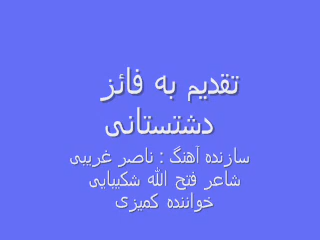 تقدیم به فائز
دشتستانی
سازنده آهنگ : ناصر غریبی
شاعر فتح الله شکیبایی
خواننده کمیزی